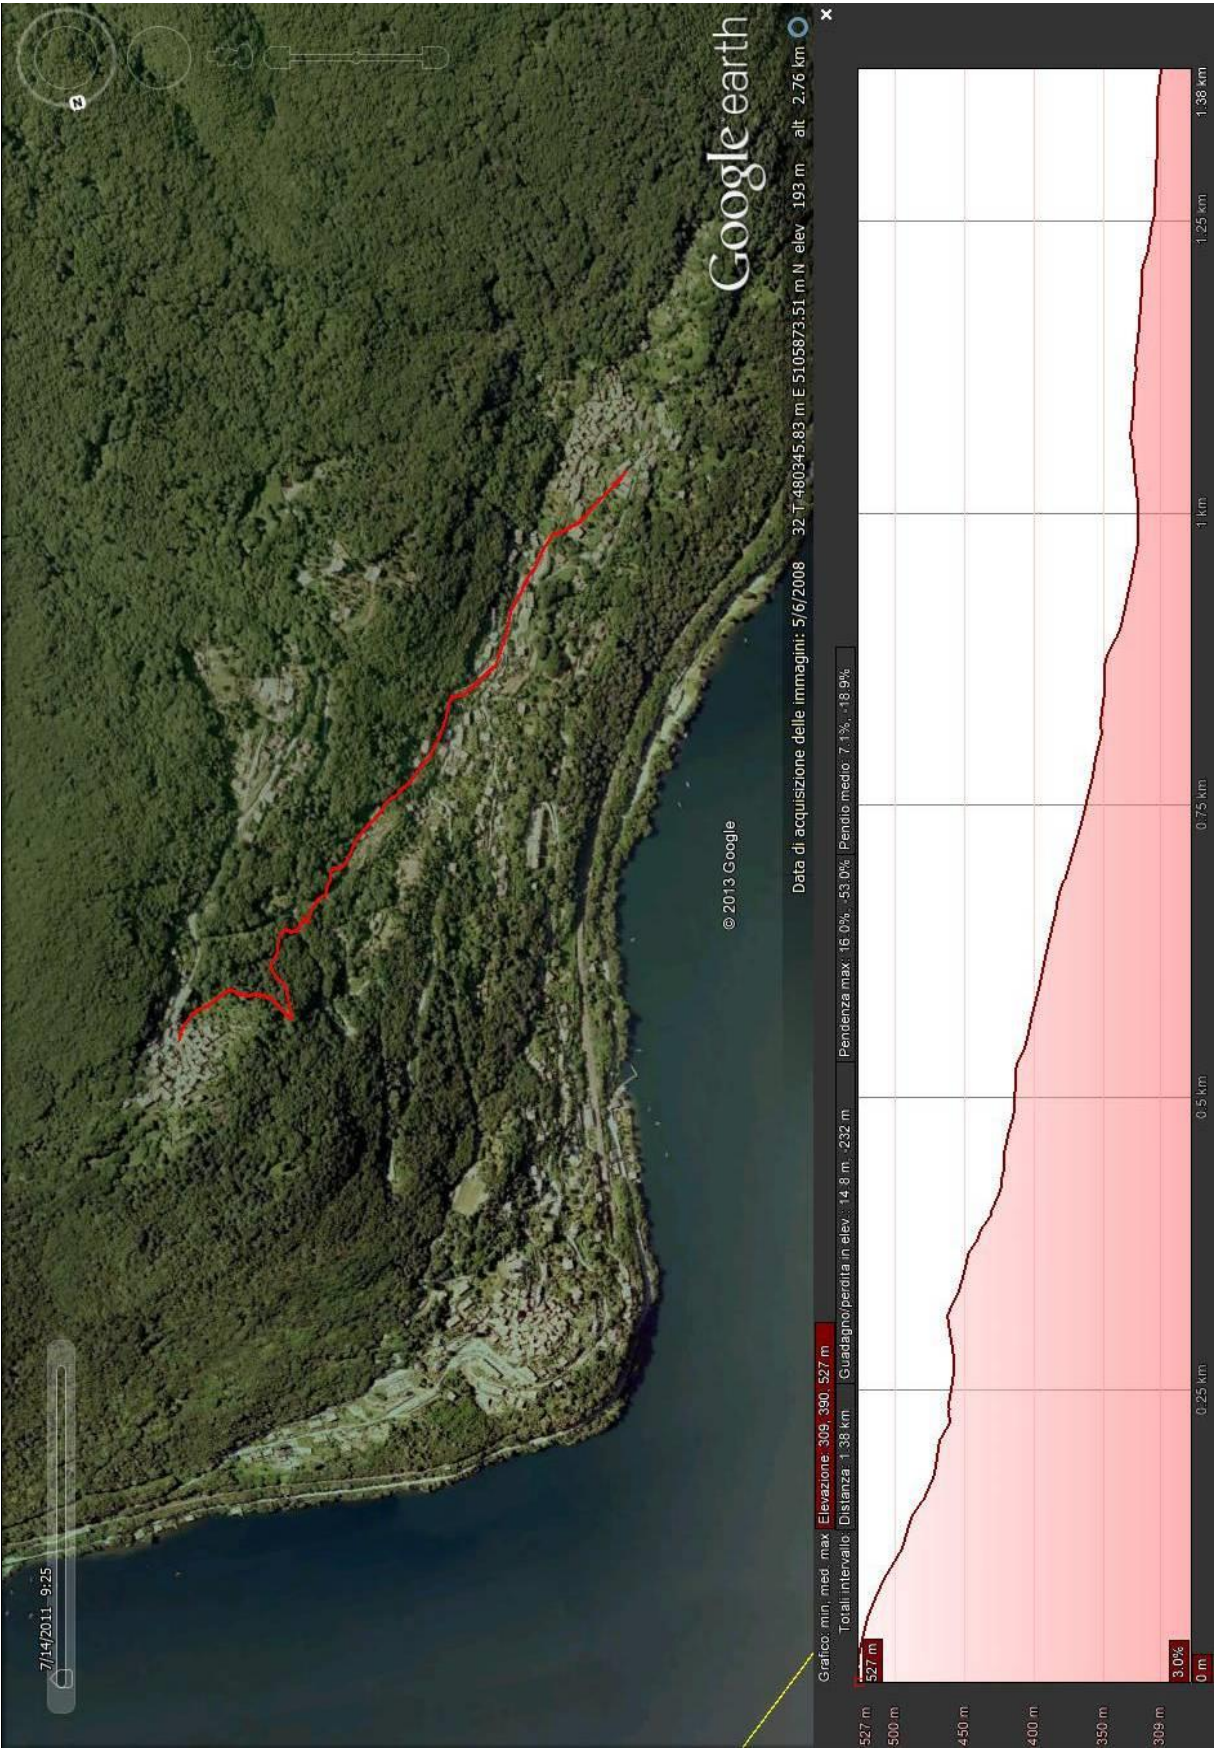 7/14/2011 9:25
N
© 2013 Google
Google earth
Data di acquisizione delle immagini: 5/6/2008 32 T 480345.83 m E 5105873.51 m N elev 193 m alt 2.76 km
Grafico: min, med, max Elevazione: 309, 390, 527 m
Totali intervallo: Distanza: 1.38 km Guadagno/perdita in elev.: 14.8 m, -232 m Pendenza max: 16.0%, -53.0% Pendio medio: 7.1%, -18.9%
527 m
500 m
450 m
400 m
350 m
309 m
527 m
3.0%
0 m
0.25 km
0.5 km
0.75 km
1 km
1.25 km
1.38 km